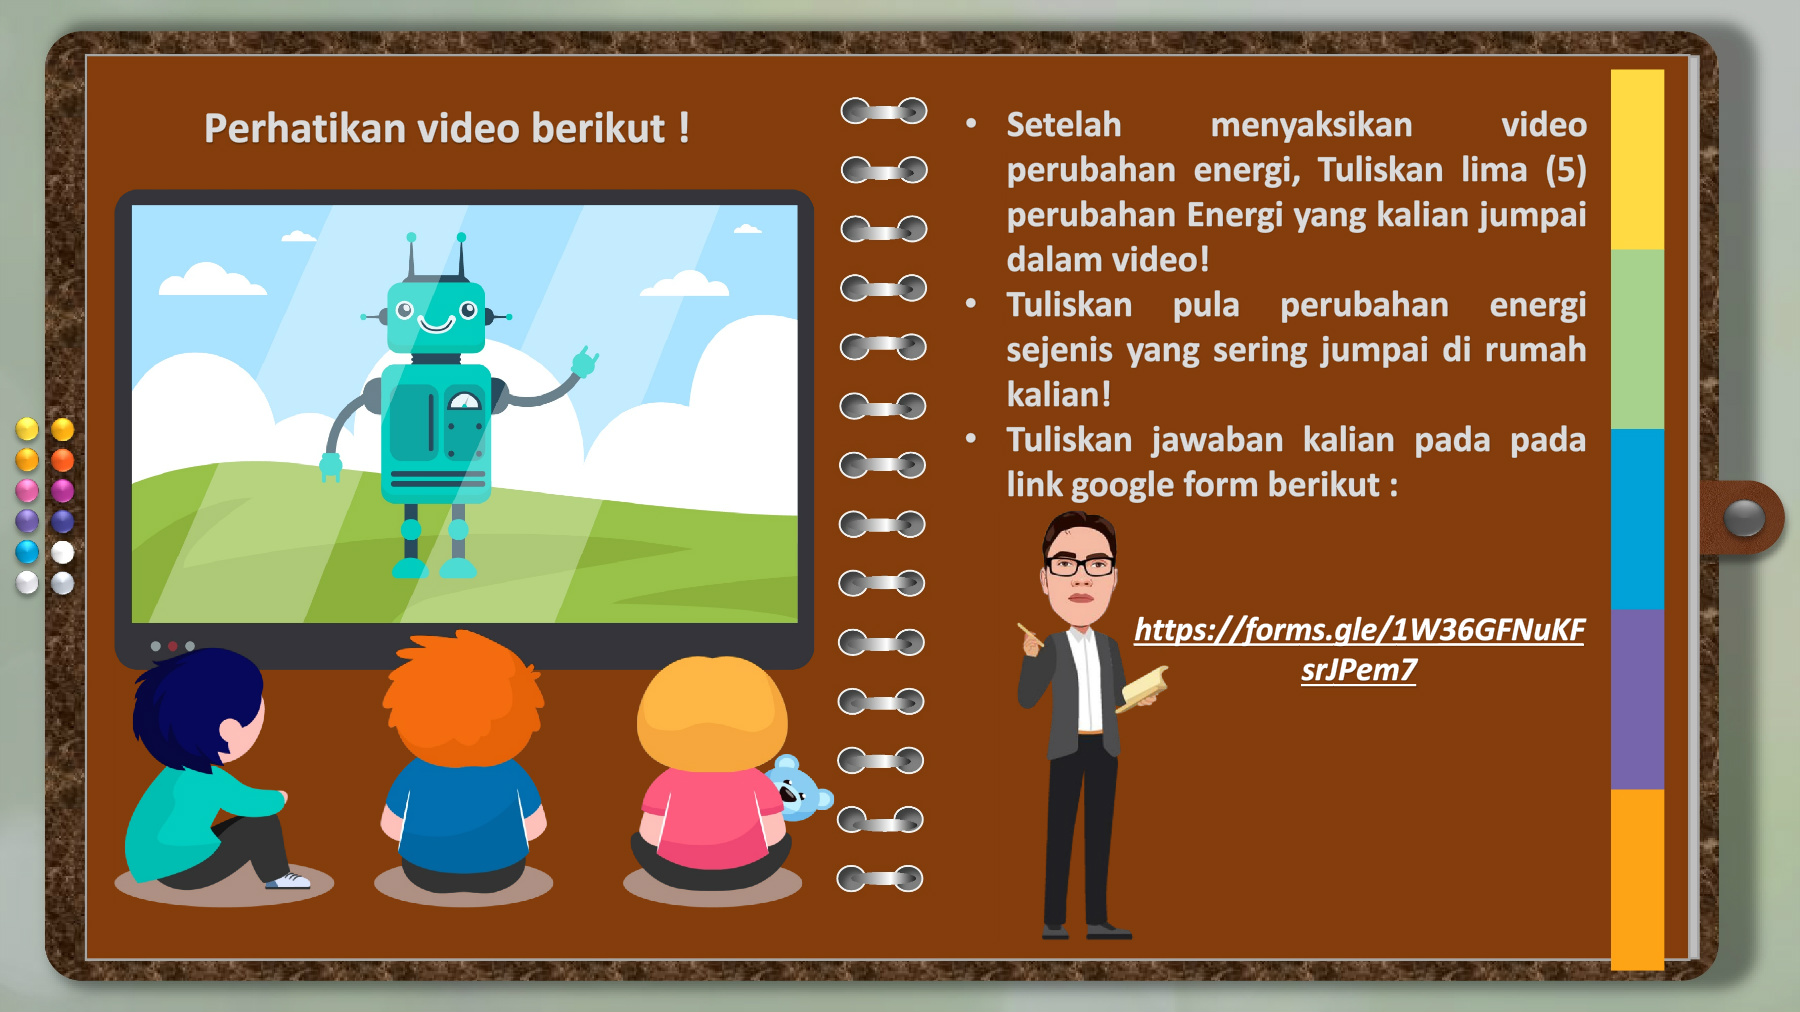 Perhatikan video berikut !
• Setelah menyaksikan video
perubahan energi, Tuliskan lima (5)
perubahan Energi yang kalian jumpai
dalam video!
• Tuliskan pula perubahan energi
sejenis yang sering jumpai di rumah
kalian!
• Tuliskan jawaban kalian pada pada
link google form berikut :
https://forms.gle/1W36GFNuKF
srJPem7